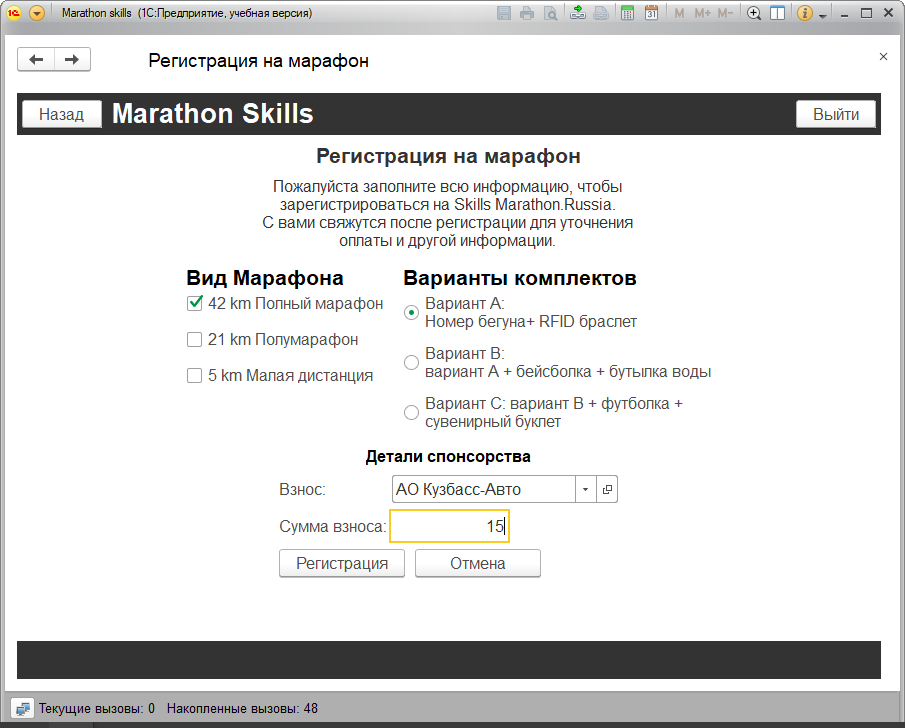 Marathon skills (1С:Предприятие, учебная версия)
M M+ M-
31
Регистрация на марафон
Назад Marathon Skills Выйти
Регистрация на марафон
Пожалуйста заполните всю информацию, чтобы
зарегистрироваться на Skills Marathon.Russia.
С вами свяжутся после регистрации для уточнения
оплаты и другой информации.
Вид Марафона
42 km Полный марафон
21 km Полумарафон
5 km Малая дистанция
Варианты комплектов
Вариант А:
Номер бегуна+ RFID браслет
Вариант B:
вариант А + бейсболка + бутылка воды
Вариант С: вариант B + футболка +
сувенирный буклет
Детали спонсорства
Взнос: АО Кузбасс-Авто
Сумма взноса: 15
Регистрация Отмена
Текущие вызовы: 0 Накопленные вызовы: 48